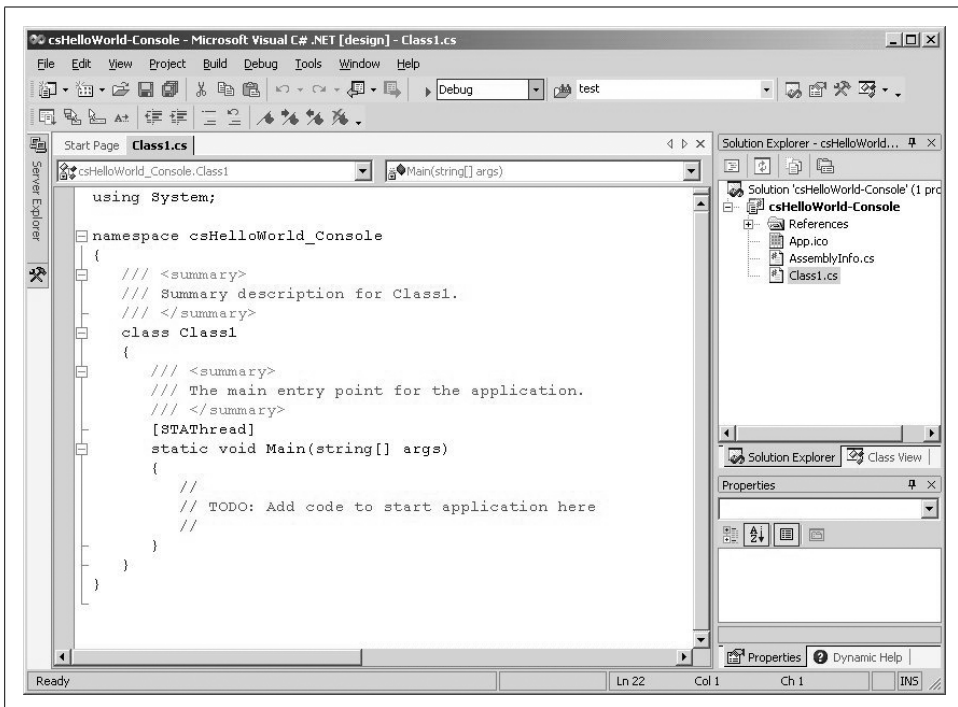 csHelloWorld-Console - Microsoft Visual C# .NET [design] - Class1.cs
File Edit View Project Build Debug Tools Window Help
Debug
test
Start Page Class1.cs
csHelloWorld_Console.Class1
Main(string[] args)
Server Explorer
using System;
namespace csHelloWorld_Console
{
/// <summary>
/// Summary description for Class1.
/// </summary>
class Class1
{
/// <summary>
/// The main entry point for the application.
/// </summary>
[STAThread]
static void Main(string[] args)
{
//
// TODO: Add code to start application here
//
}
}
}
Solution Explorer - csHelloWorld...
Solution 'csHelloWorld-Console' (1 prc
csHelloWorld-Console
References
App.ico
AssemblyInfo.cs
Class1.cs
Solution Explorer Class View
Properties
Properties Dynamic Help
Ready Ln 22 Col 1 Ch 1 INS